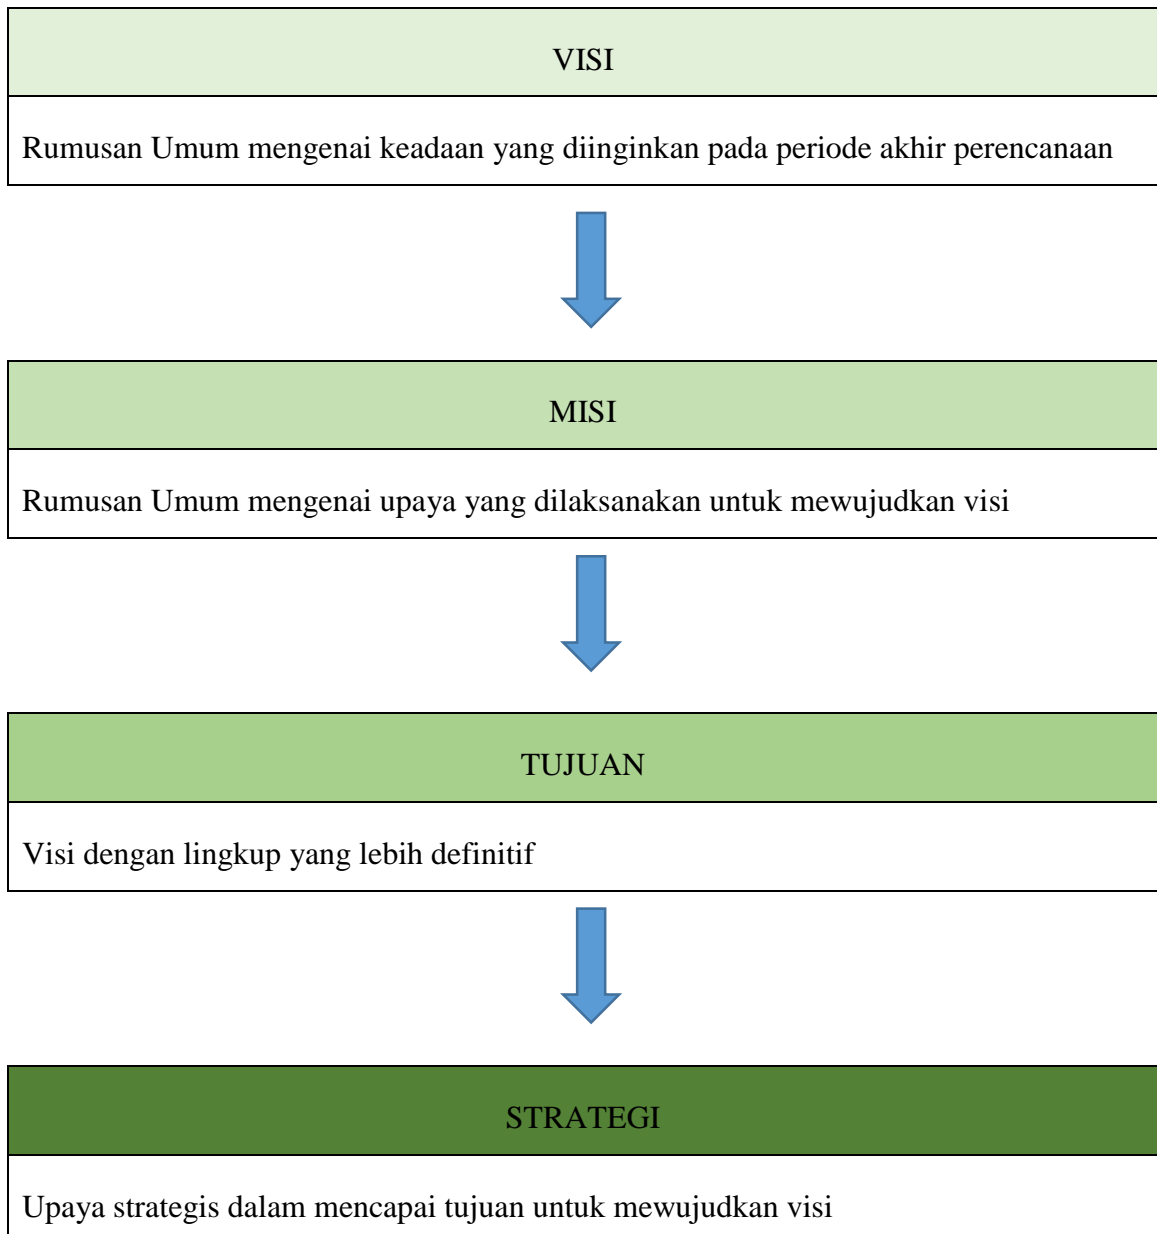 VISI
Rumusan Umum mengenai keadaan yang diinginkan pada periode akhir perencanaan
MISI
Rumusan Umum mengenai upaya yang dilaksanakan untuk mewujudkan visi
TUJUAN
Visi dengan lingkup yang lebih definitif
STRATEGI
Upaya strategis dalam mencapai tujuan untuk mewujudkan visi